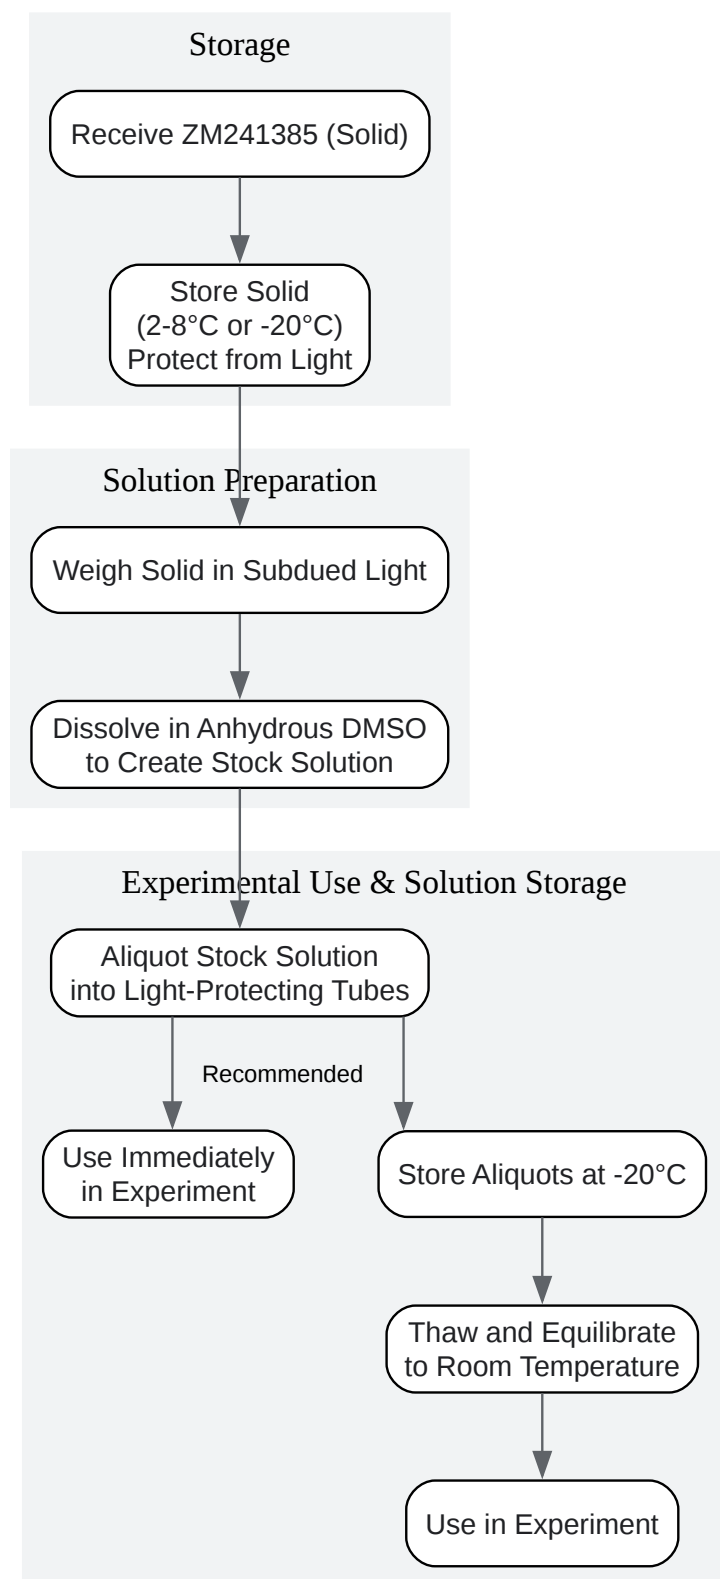 Storage
Receive ZM241385 (Solid)
Store Solid
(2-8°C or -20°C)
Protect from Light
Solution Preparation
Weigh Solid in Subdued Light
Dissolve in Anhydrous DMSO
to Create Stock Solution
Experimental Use & Solution Storage
Aliquot Stock Solution
into Light-Protecting Tubes
Recommended
Use Immediately
in Experiment
Store Aliquots at -20°C
Thaw and Equilibrate
to Room Temperature
Use in Experiment